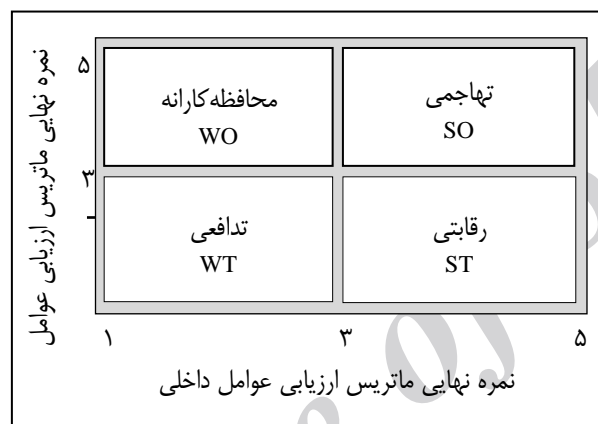 نمره نهایی ماتریس ارزیابی عوامل
۵
۳
محافظه‌کارانه
WO
تهاجمی
SO
تدافعی
WT
رقابتی
ST
۱
۳
۵
نمره نهایی ماتریس ارزیابی عوامل داخلی